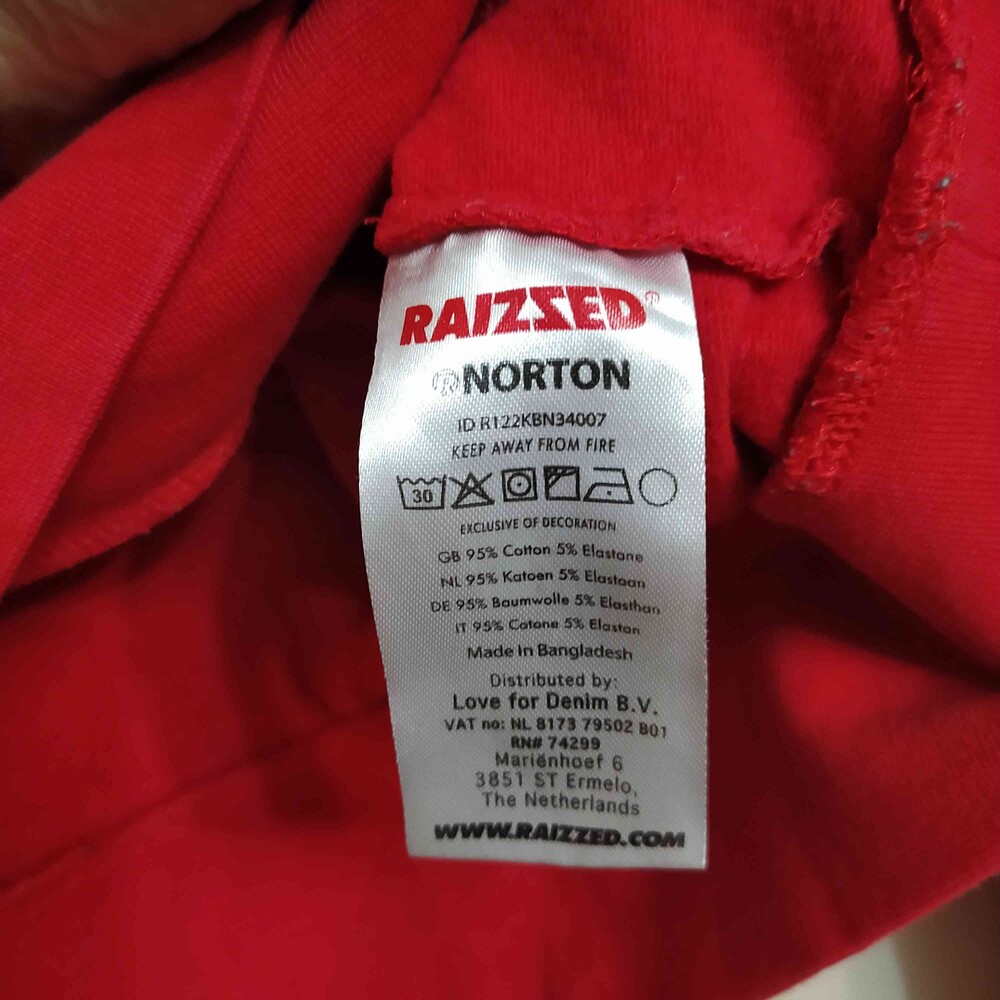 RAIZZED®
®NORTON
ID R122KBN34007
KEEP AWAY FROM FIRE
30
EXCLUSIVE OF DECORATION
GB 95% Cotton 5% Elastane
NL 95% Katoen 5% Elastaan
DE 95% Baumwolle 5% Elasthan
IT 95% Cotone 5% Elastan
Made In Bangladesh
Distributed by:
Love for Denim B.V.
VAT no: NL 8173 79502 B01
RN# 74299
Mariënhoef 6
3851 ST Ermelo,
The Netherlands
WWW.RAIZZED.COM